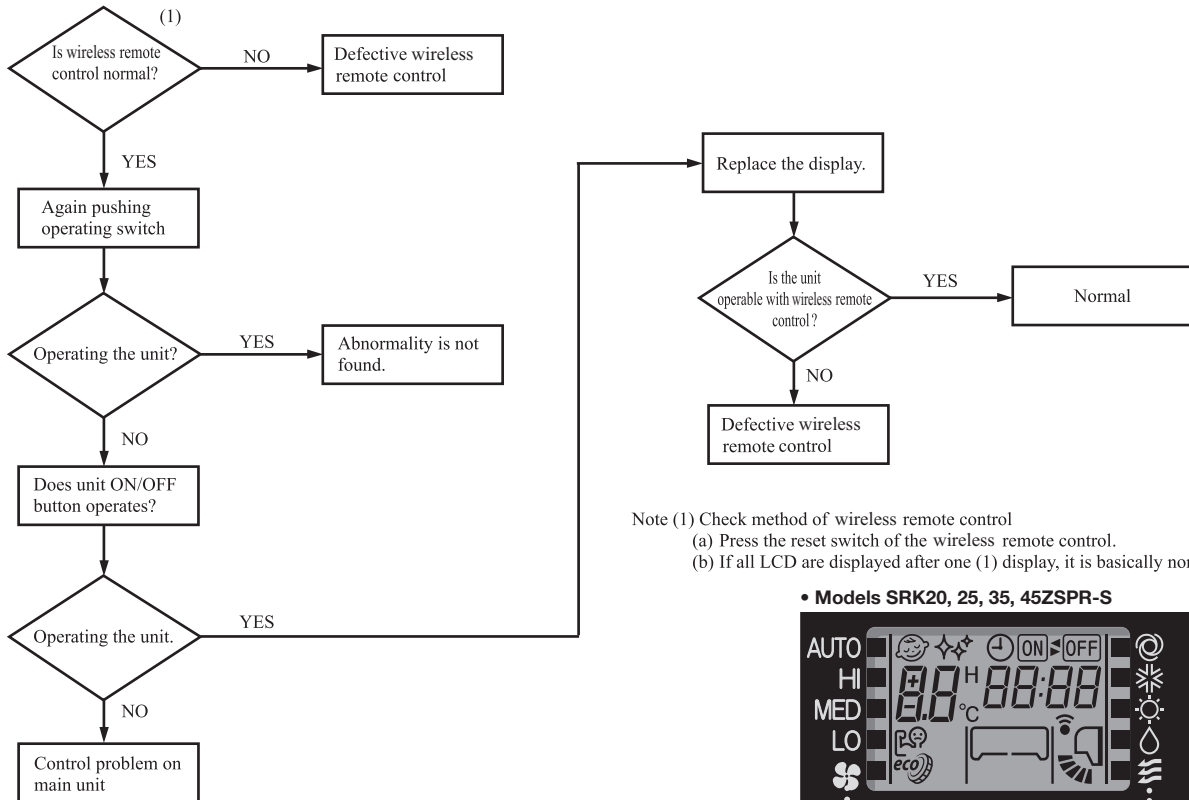 (1)
Is wireless remote
control normal?
NO
Defective wireless
remote control
YES
Again pushing
operating switch
Operating the unit?
YES
Abnormality is not
found.
NO
Does unit ON/OFF
button operates?
Operating the unit.
YES
NO
Control problem on
main unit
Replace the display.
Is the unit
operable with wireless remote
control ?
YES
Normal
NO
Defective wireless
remote control
Note (1) Check method of wireless remote control
(a) Press the reset switch of the wireless remote control.
(b) If all LCD are displayed after one (1) display, it is basically
• Models SRK20, 25, 35, 45ZSPR-S
AUTO
ON OFF
HI
H
88:88
MED
°C
LO
eco